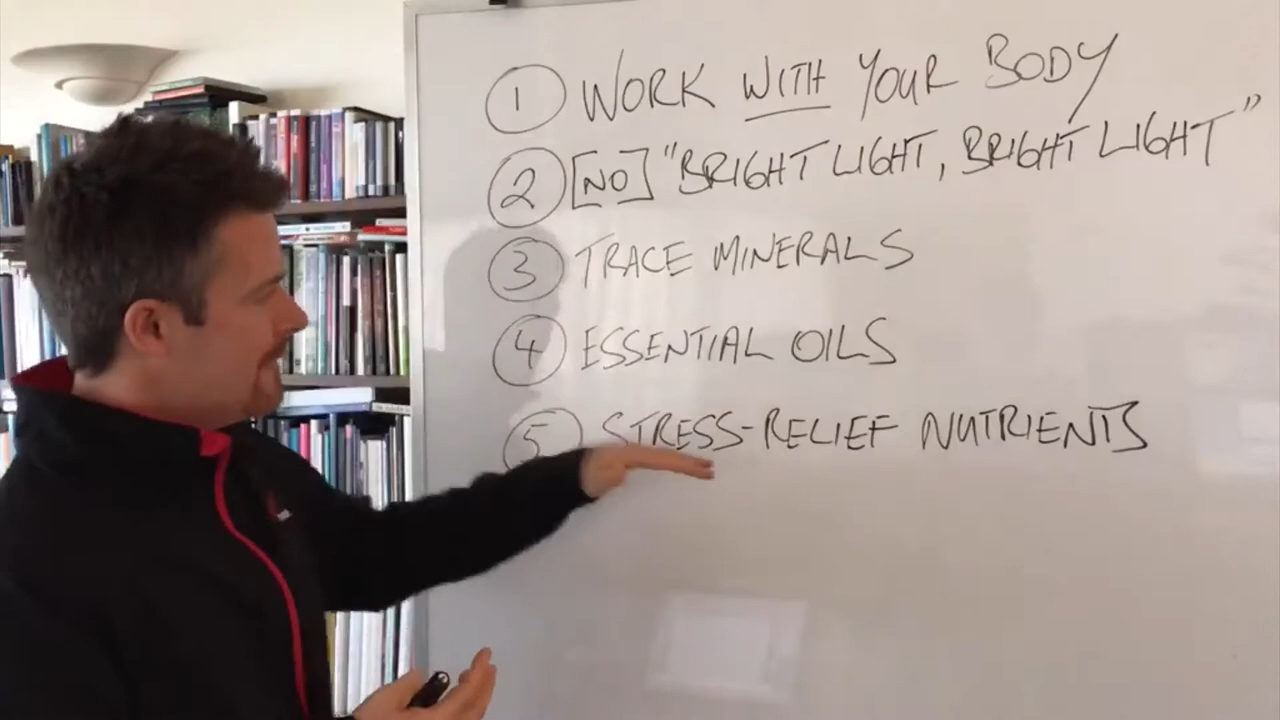 1 WORK WITH YOUR BODY
2 [NO] "BRIGHT LIGHT, BRIGHT LIGHT"
3 TRACE MINERALS
4 ESSENTIAL OILS
5 STRESS-RELIEF NUTRIENTS